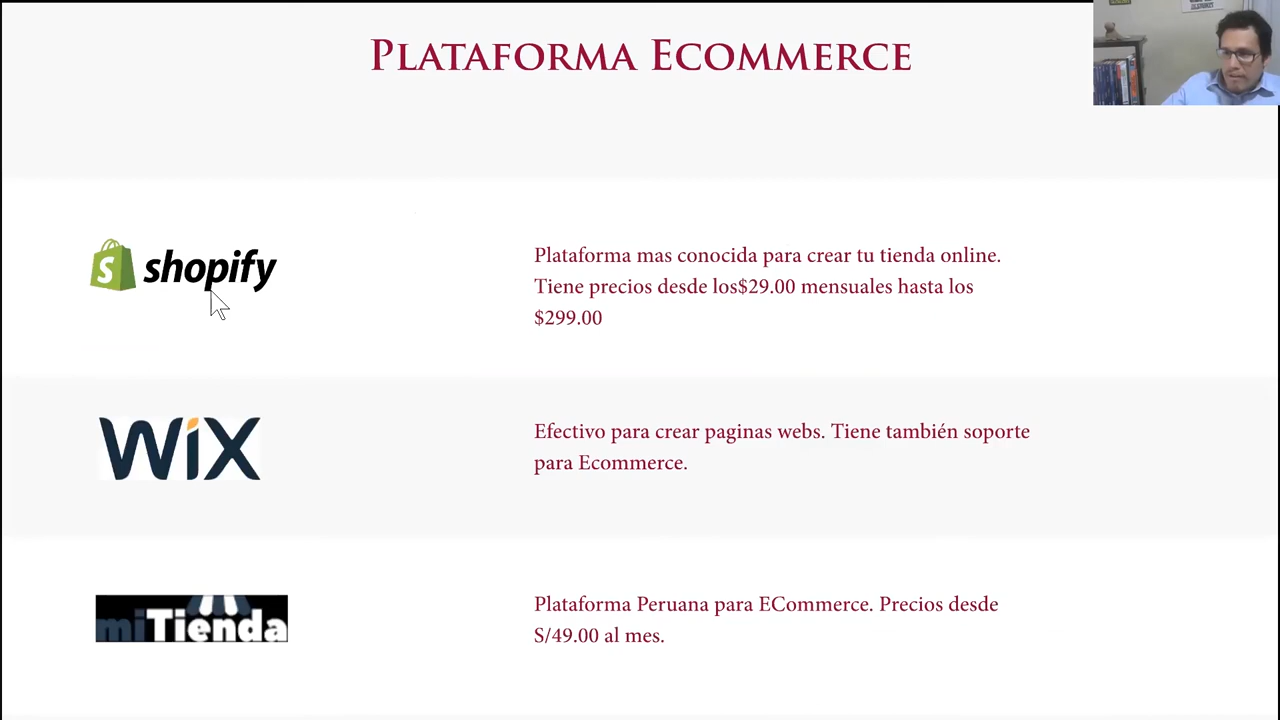 PLATAFORMA ECOMMERCE
shopify
Plataforma mas conocida para crear tu tienda online.
Tiene precios desde los$29.00 mensuales hasta los
$299.00
WiX
Efectivo para crear paginas webs. Tiene también soporte
para Ecommerce.
miTienda
Plataforma Peruana para ECommerce. Precios desde
S/49.00 al mes.